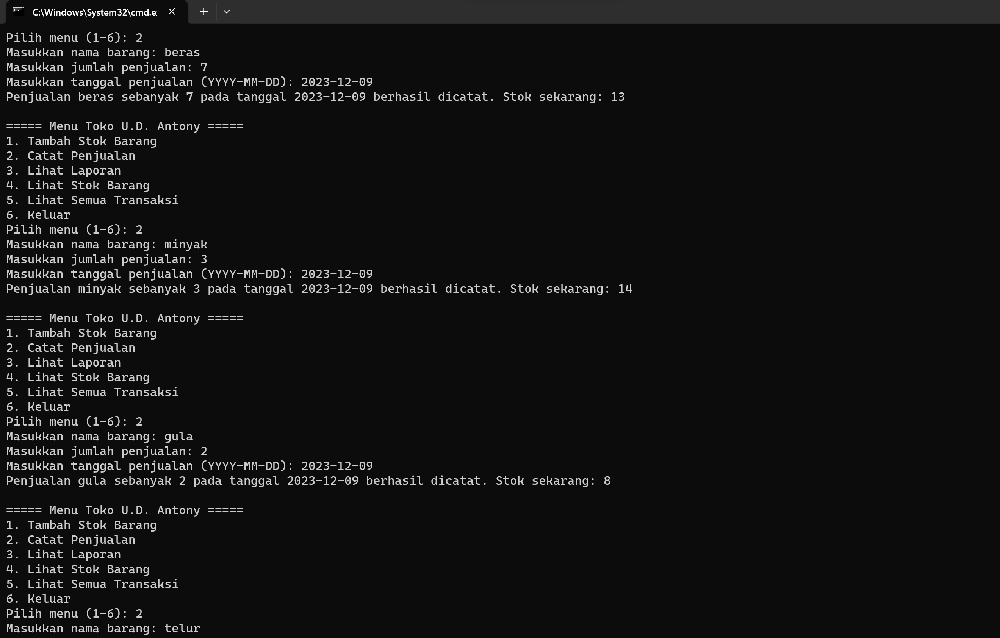 C:\Windows\System32\cmd.e
Pilih menu (1-6): 2
Masukkan nama barang: beras
Masukkan jumlah penjualan: 7
Masukkan tanggal penjualan (YYYY-MM-DD): 2023-12-09
Penjualan beras sebanyak 7 pada tanggal 2023-12-09 berhasil dicatat. Stok sekarang: 13
===== Menu Toko U.D. Antony =====
1. Tambah Stok Barang
2. Catat Penjualan
3. Lihat Laporan
4. Lihat Stok Barang
5. Lihat Semua Transaksi
6. Keluar
Pilih menu (1-6): 2
Masukkan nama barang: minyak
Masukkan jumlah penjualan: 3
Masukkan tanggal penjualan (YYYY-MM-DD): 2023-12-09
Penjualan minyak sebanyak 3 pada tanggal 2023-12-09 berhasil dicatat. Stok sekarang: 14
===== Menu Toko U.D. Antony =====
1. Tambah Stok Barang
2. Catat Penjualan
3. Lihat Laporan
4. Lihat Stok Barang
5. Lihat Semua Transaksi
6. Keluar
Pilih menu (1-6): 2
Masukkan nama barang: gula
Masukkan jumlah penjualan: 2
Masukkan tanggal penjualan (YYYY-MM-DD): 2023-12-09
Penjualan gula sebanyak 2 pada tanggal 2023-12-09 berhasil dicatat. Stok sekarang: 8
===== Menu Toko U.D. Antony =====
1. Tambah Stok Barang
2. Catat Penjualan
3. Lihat Laporan
4. Lihat Stok Barang
5. Lihat Semua Transaksi
6. Keluar
Pilih menu (1-6): 2
Masukkan nama barang: telur